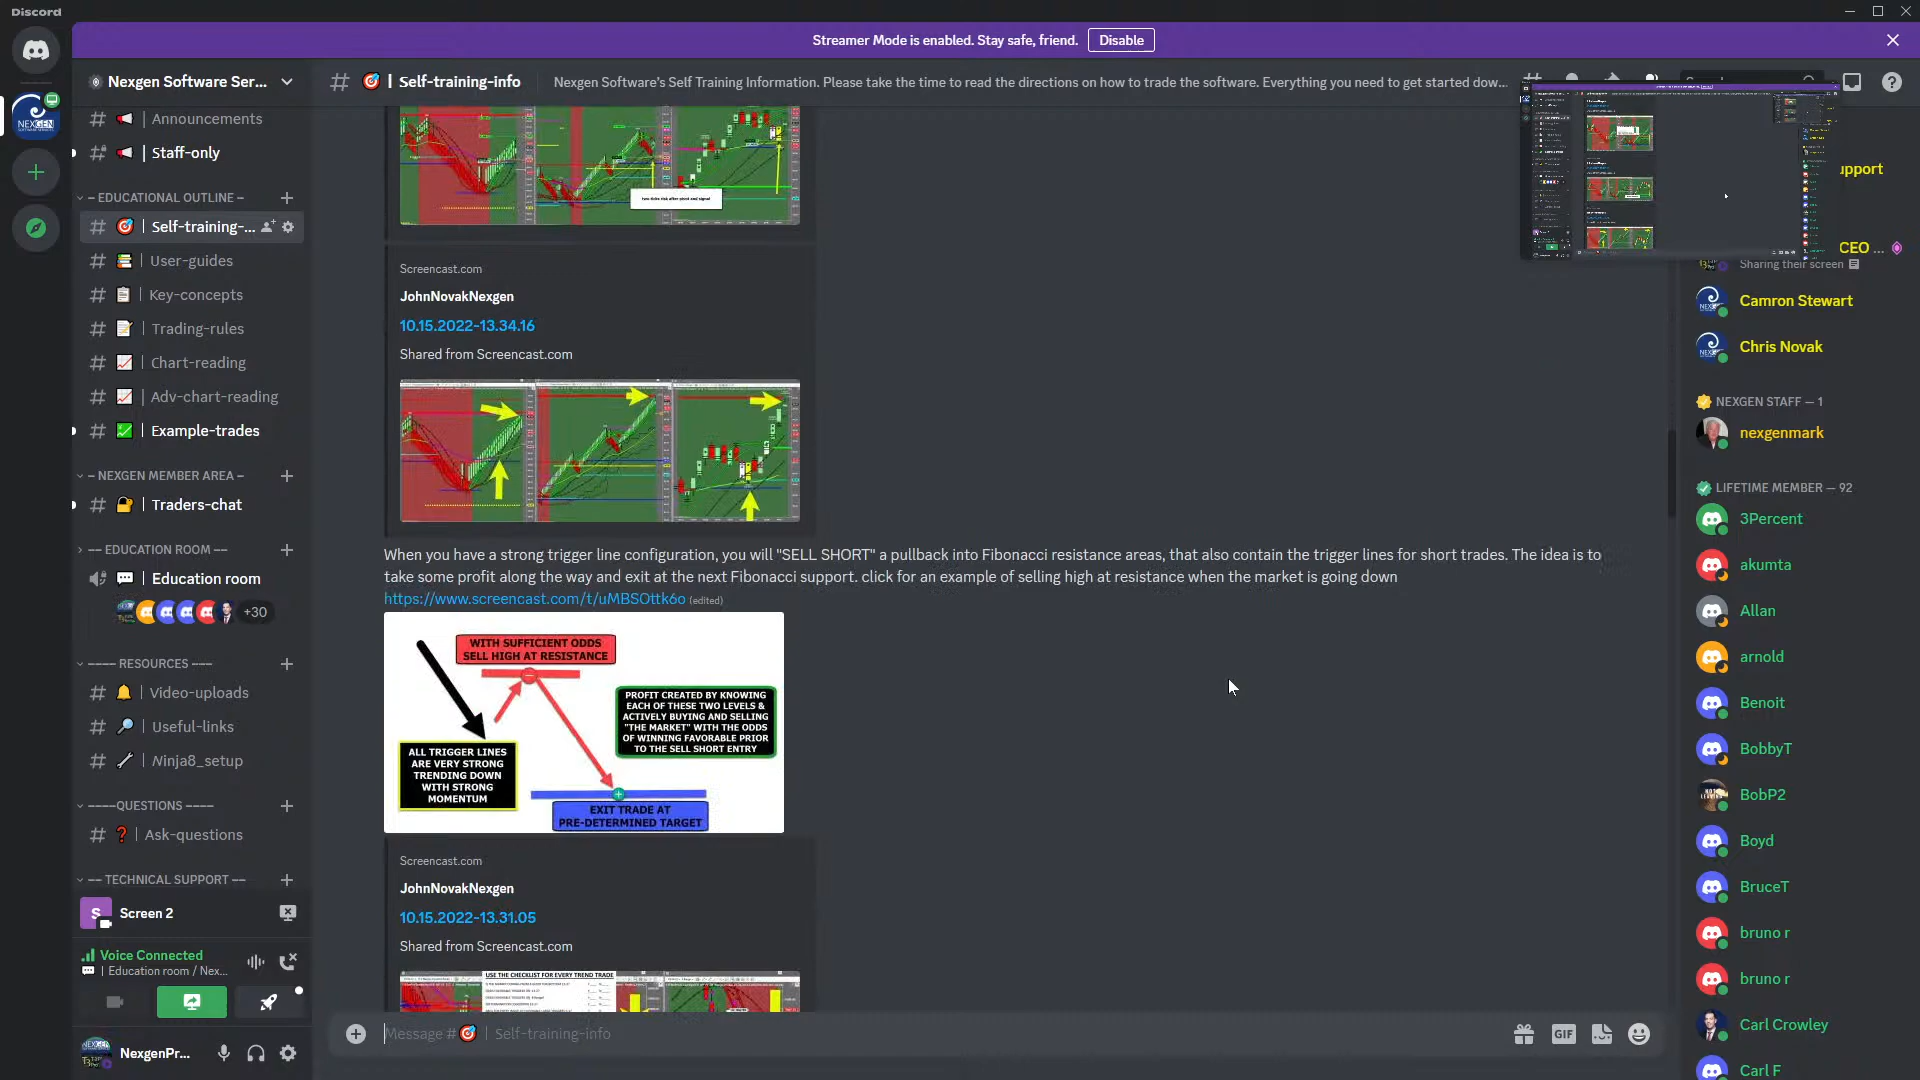 Discord
Streamer Mode is enabled. Stay safe, friend.
Disable
Nexgen Software Ser...
Announcements
Staff-only
— EDUCATIONAL OUTLINE —
Self-training-...
User-guides
Key-concepts
Trading-rules
Chart-reading
Adv-chart-reading
Example-trades
— NEXGEN MEMBER AREA —
Traders-chat
—— EDUCATION ROOM ——
Education room
+30
—–— RESOURCES —–—
Video-uploads
Useful-links
Ninja8_setup
——QUESTIONS ——
Ask-questions
—— TECHNICAL SUPPORT ——
Screen 2
Voice Connected
Education room / Nex...
NexgenPr...
Self-training-info
Nexgen Software's Self Training Information. Please take the time to read the directions on how to trade the software. Everything you need to get started dow...
Screencast.com
JohnNovakNexgen
10.15.2022-13.34.16
Shared from Screencast.com
When you have a strong trigger line configuration, you will "SELL SHORT" a pullback into Fibonacci resistance areas, that also contain the trigger lines for short trades. The idea is to
take some profit along the way and exit at the next Fibonacci support. click for an example of selling high at resistance when the market is going down
https://www.screencast.com/t/uMBSOttk6o (edited)
WITH SUFFICIENT ODDS
SELL HIGH AT RESISTANCE
PROFIT CREATED BY KNOWING
EACH OF THESE TWO LEVELS &
ACTIVELY BUYING AND SELLING
"THE MARKET" WITH THE ODDS
OF WINNING FAVORABLE PRIOR
TO THE SELL SHORT ENTRY
ALL TRIGGER LINES
ARE VERY STRONG
TRENDING DOWN
WITH STRONG
MOMENTUM
EXIT TRADE AT
PRE-DETERMINED TARGET
Screencast.com
JohnNovakNexgen
10.15.2022-13.31.05
Shared from Screencast.com
USE THE CHECKLIST FOR EVERY TREND TRADE
Message #
Self-training-info
GIF
upport
CEO ...
Sharing their screen
Camron Stewart
Chris Novak
NEXGEN STAFF — 1
nexgenmark
LIFETIME MEMBER — 92
3Percent
akumta
Allan
arnold
Benoit
BobbyT
BobP2
Boyd
BruceT
bruno r
bruno r
Carl Crowley
Carl F